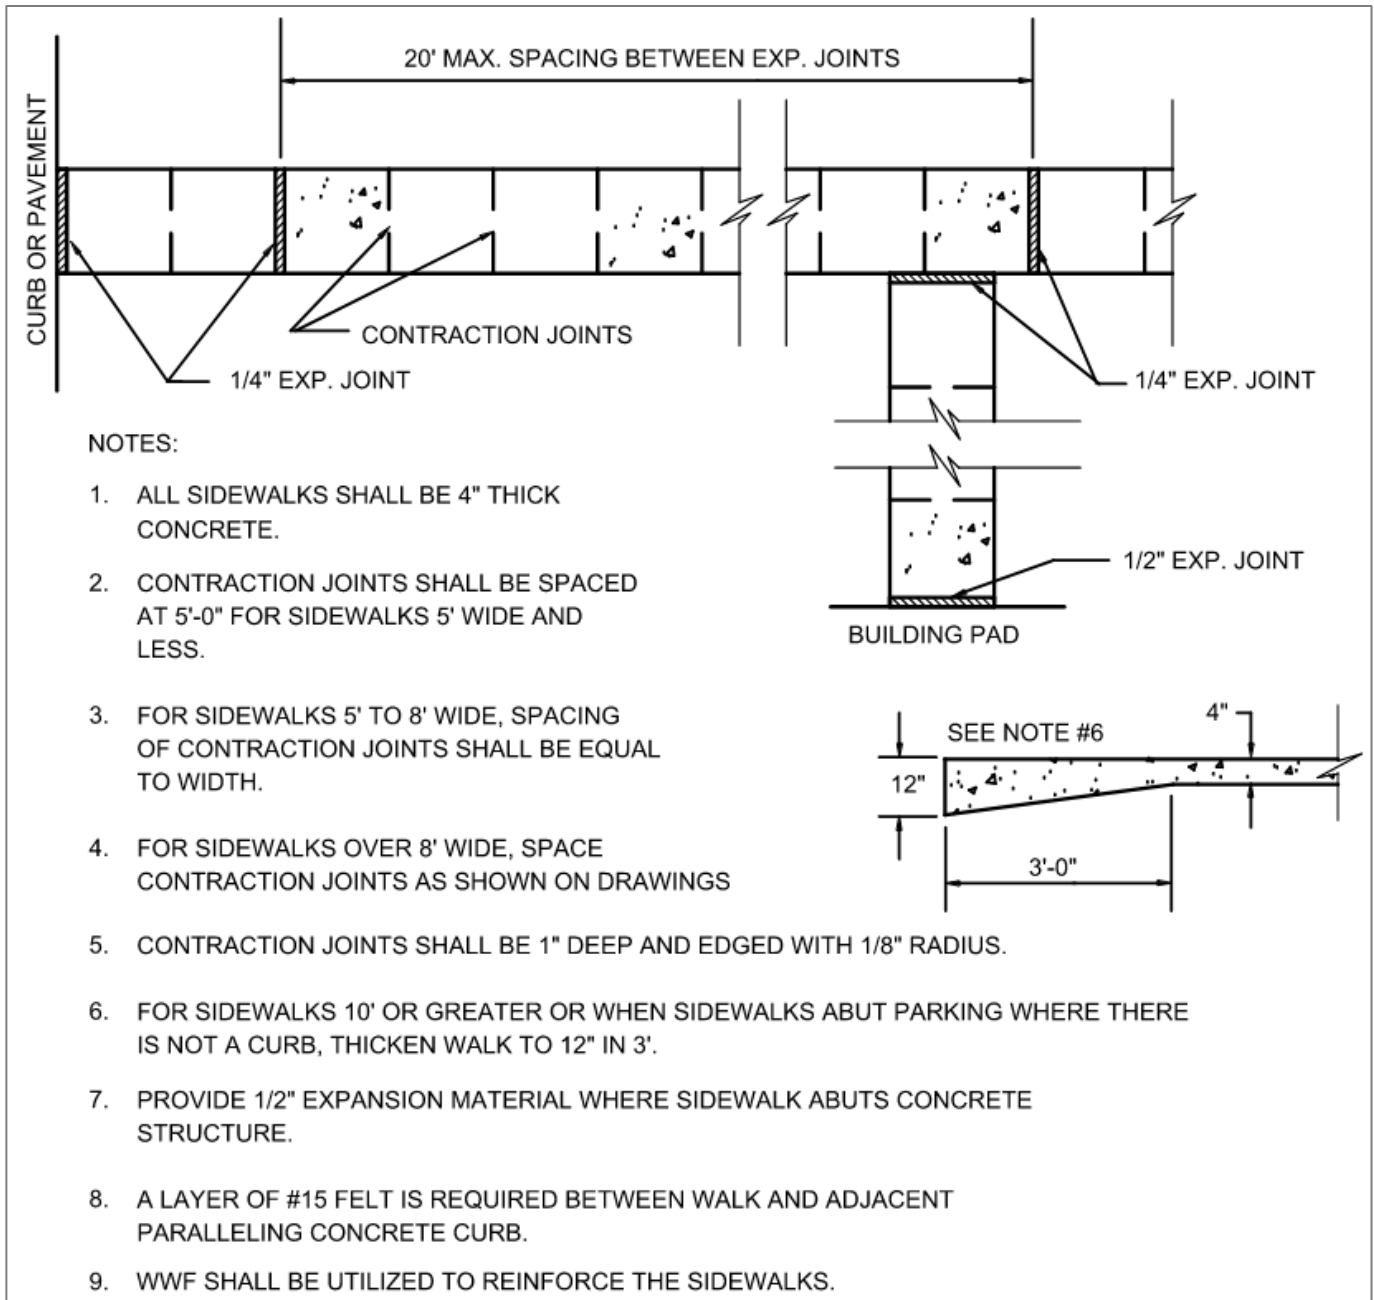 20' MAX. SPACING BETWEEN EXP. JOINTS
CURB OR PAVEMENT
CONTRACTION JOINTS
1/4" EXP. JOINT
1/4" EXP. JOINT
1/2" EXP. JOINT
BUILDING PAD
NOTES:
1. ALL SIDEWALKS SHALL BE 4" THICK
CONCRETE.
2. CONTRACTION JOINTS SHALL BE SPACED
AT 5'-0" FOR SIDEWALKS 5' WIDE AND
LESS.
3. FOR SIDEWALKS 5' TO 8' WIDE, SPACING
OF CONTRACTION JOINTS SHALL BE EQUAL
TO WIDTH.
4"
SEE NOTE #6
12"
3'-0"
4. FOR SIDEWALKS OVER 8' WIDE, SPACE
CONTRACTION JOINTS AS SHOWN ON DRAWINGS
5. CONTRACTION JOINTS SHALL BE 1" DEEP AND EDGED WITH 1/8" RADIUS.
6. FOR SIDEWALKS 10' OR GREATER OR WHEN SIDEWALKS ABUT PARKING WHERE THERE
IS NOT A CURB, THICKEN WALK TO 12" IN 3'.
7. PROVIDE 1/2" EXPANSION MATERIAL WHERE SIDEWALK ABUTS CONCRETE
STRUCTURE.
8. A LAYER OF #15 FELT IS REQUIRED BETWEEN WALK AND ADJACENT
PARALLELING CONCRETE CURB.
9. WWF SHALL BE UTILIZED TO REINFORCE THE SIDEWALKS.